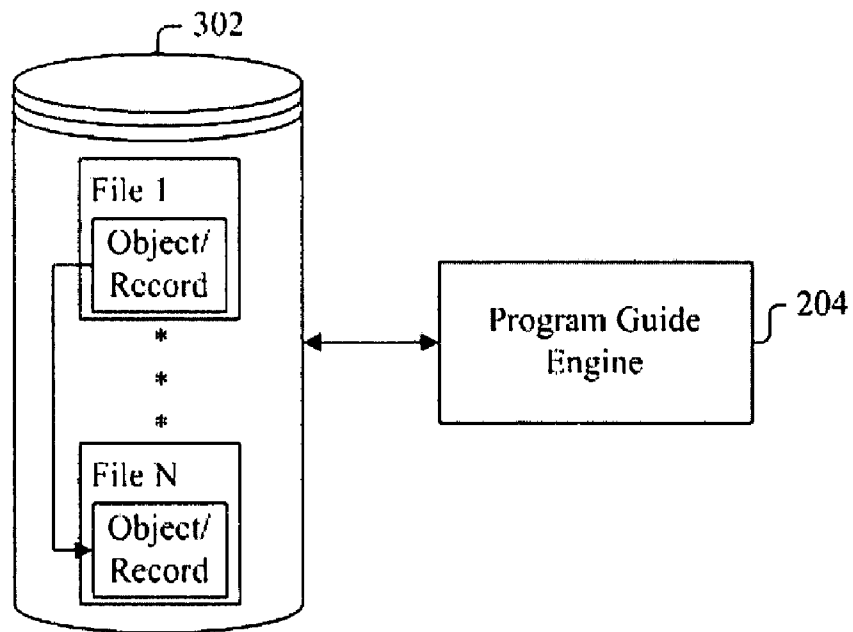 302
File 1
Object/
Record
*
*
*
File N
Object/
Record
Program Guide
Engine
204